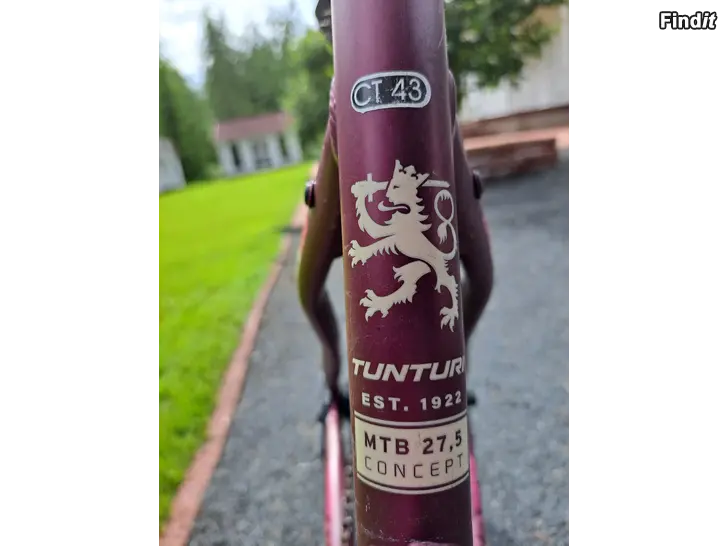 Findit
CT 43
TUNTURI
EST. 1922
MTB 27,5
CONCEPT